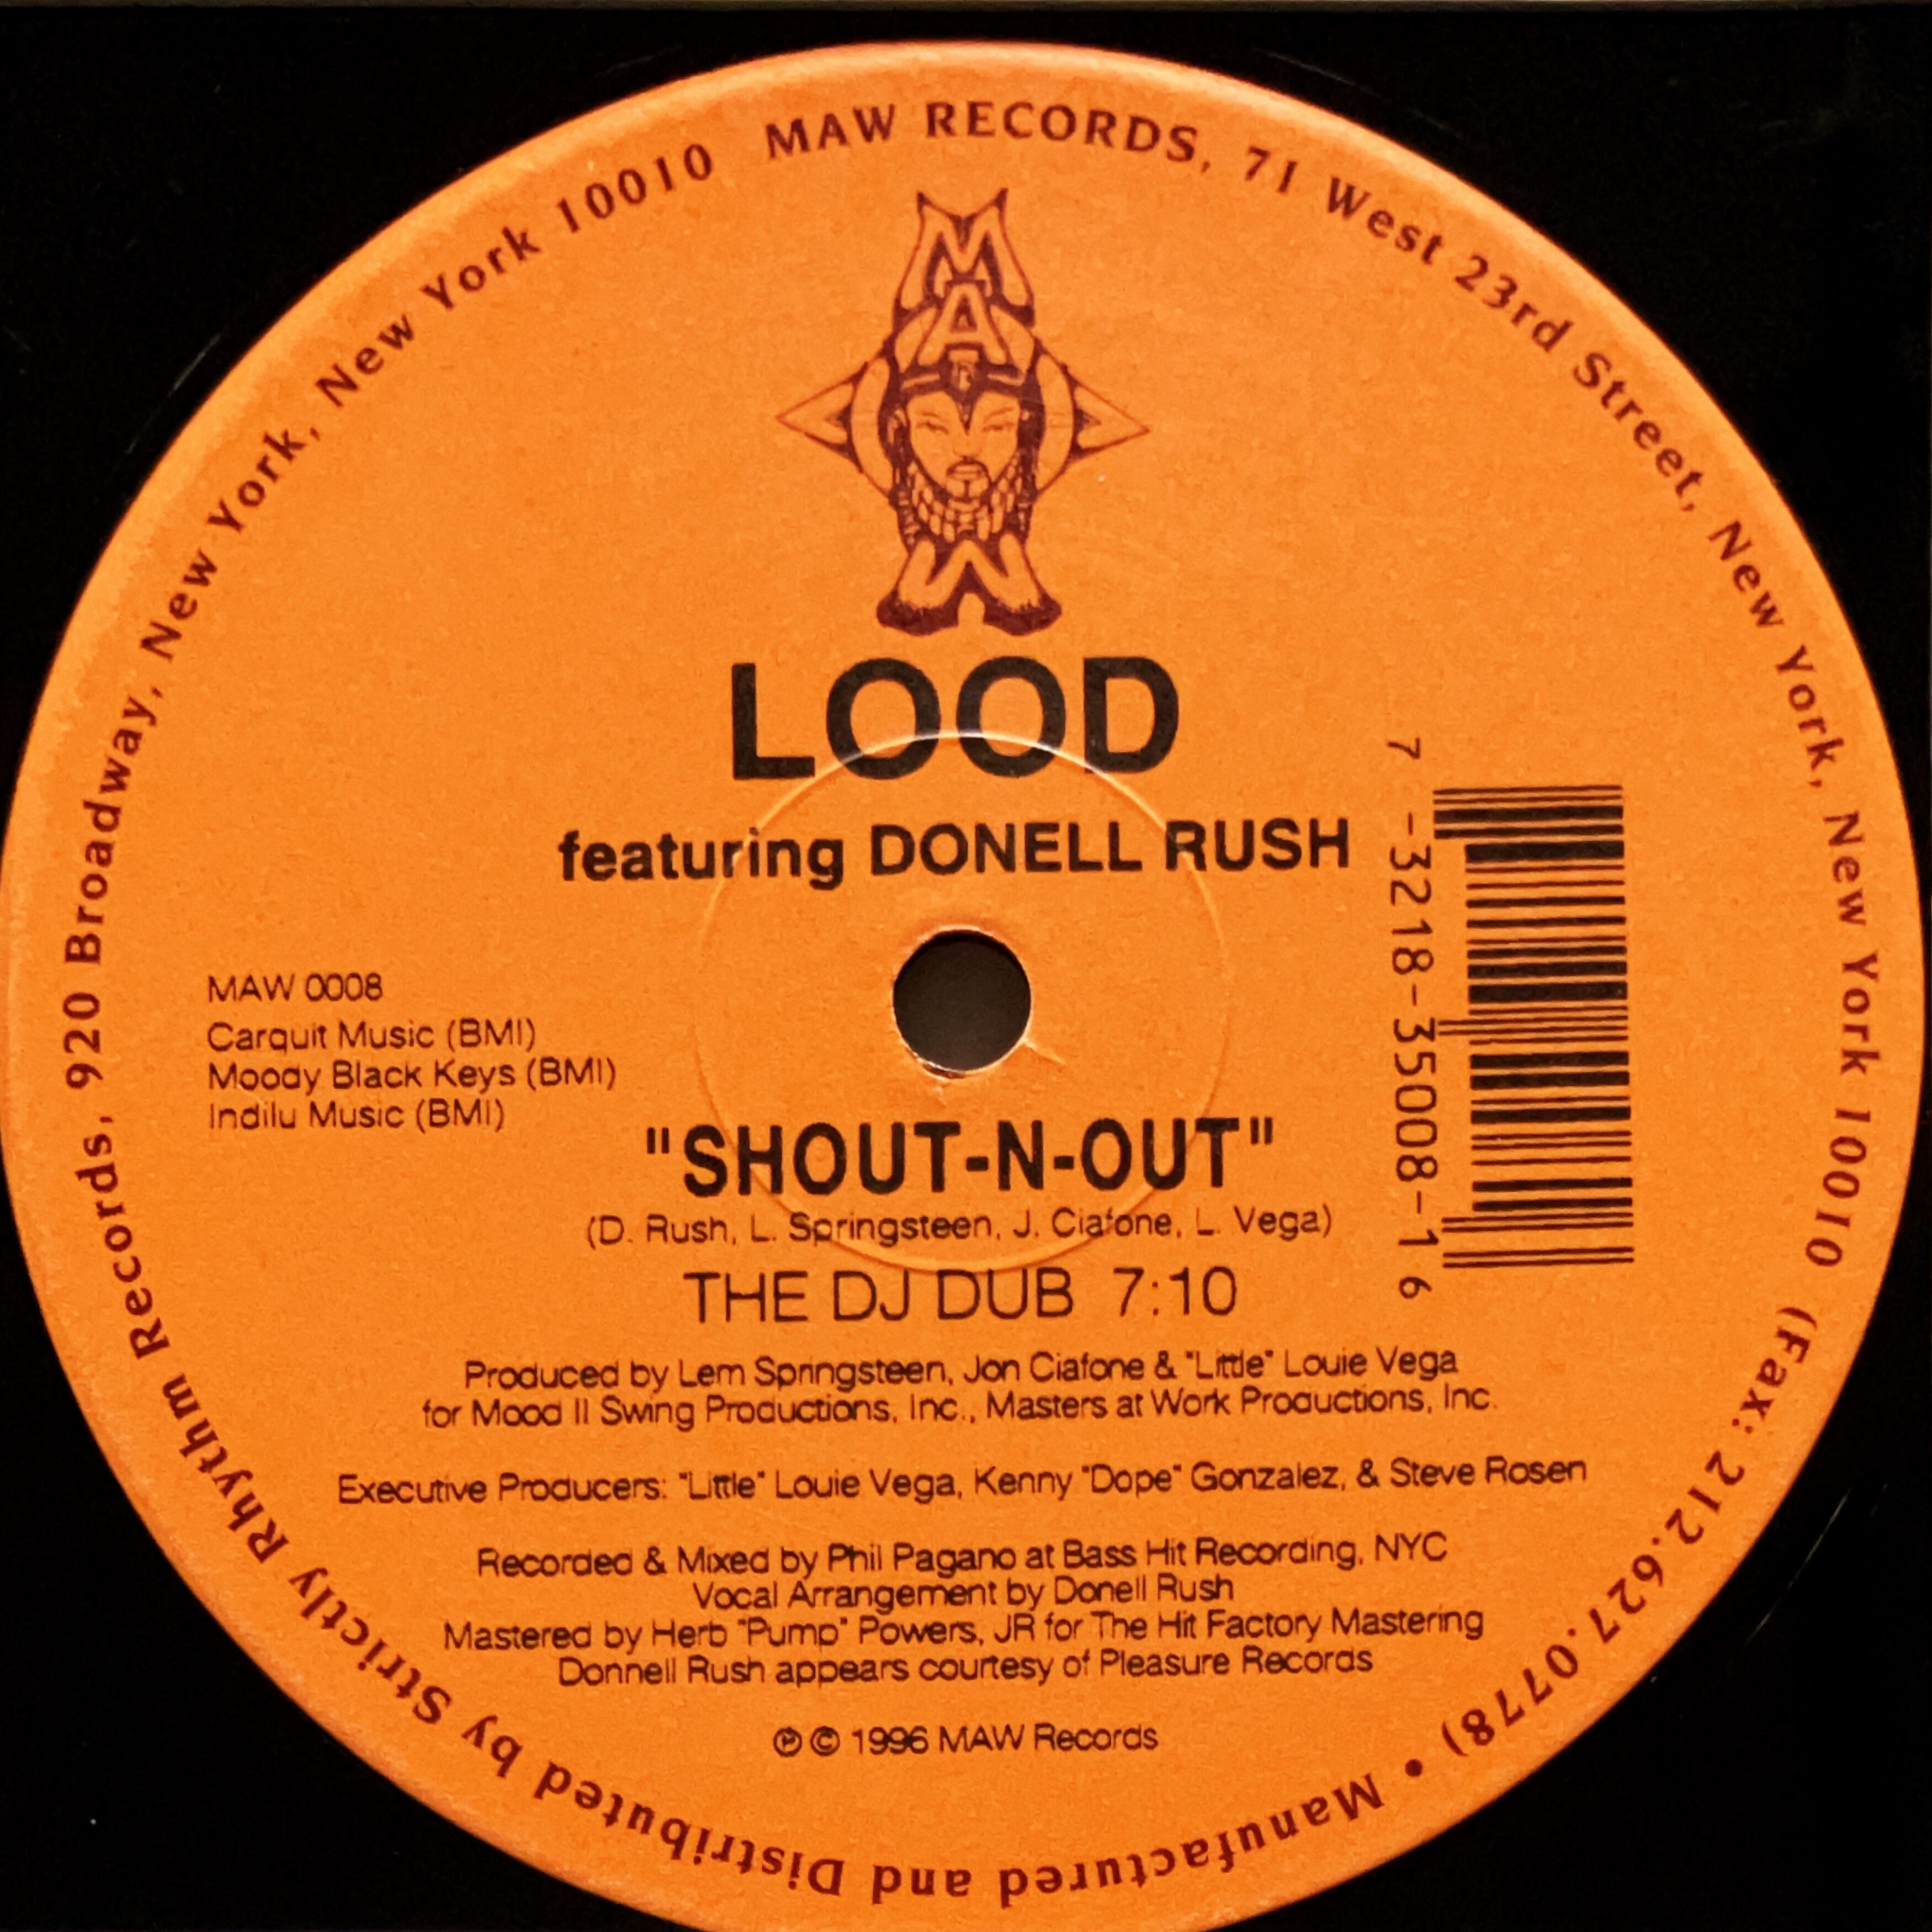 MAW RECORDS, 71 West 23rd Street, New York, New York 10010 (Fax: 212.627.0778) • Manufactured and Distributed by Strictly Rhythm Records, 920 Broadway, New York, New York 10010
MAW
LOOD
featuring DONELL RUSH
7-3218-35008-1 6
MAW 0008
Carquit Music (BMI)
Moody Black Keys (BMI)
Indilu Music (BMI)
"SHOUT-N-OUT"
(D. Rush, L. Springsteen, J. Ciafone, L. Vega)
THE DJ DUB 7:10
Produced by Lem Springsteen, Jon Ciafone & "Little" Louie Vega
for Mood II Swing Productions, Inc., Masters at Work Productions, Inc.
Executive Producers: "Little" Louie Vega, Kenny "Dope" Gonzalez, & Steve Rosen
Recorded & Mixed by Phil Pagano at Bass Hit Recording, NYC
Vocal Arrangement by Donell Rush
Mastered by Herb "Pump" Powers, JR for The Hit Factory Mastering
Donnell Rush appears courtesy of Pleasure Records
℗ © 1996 MAW Records